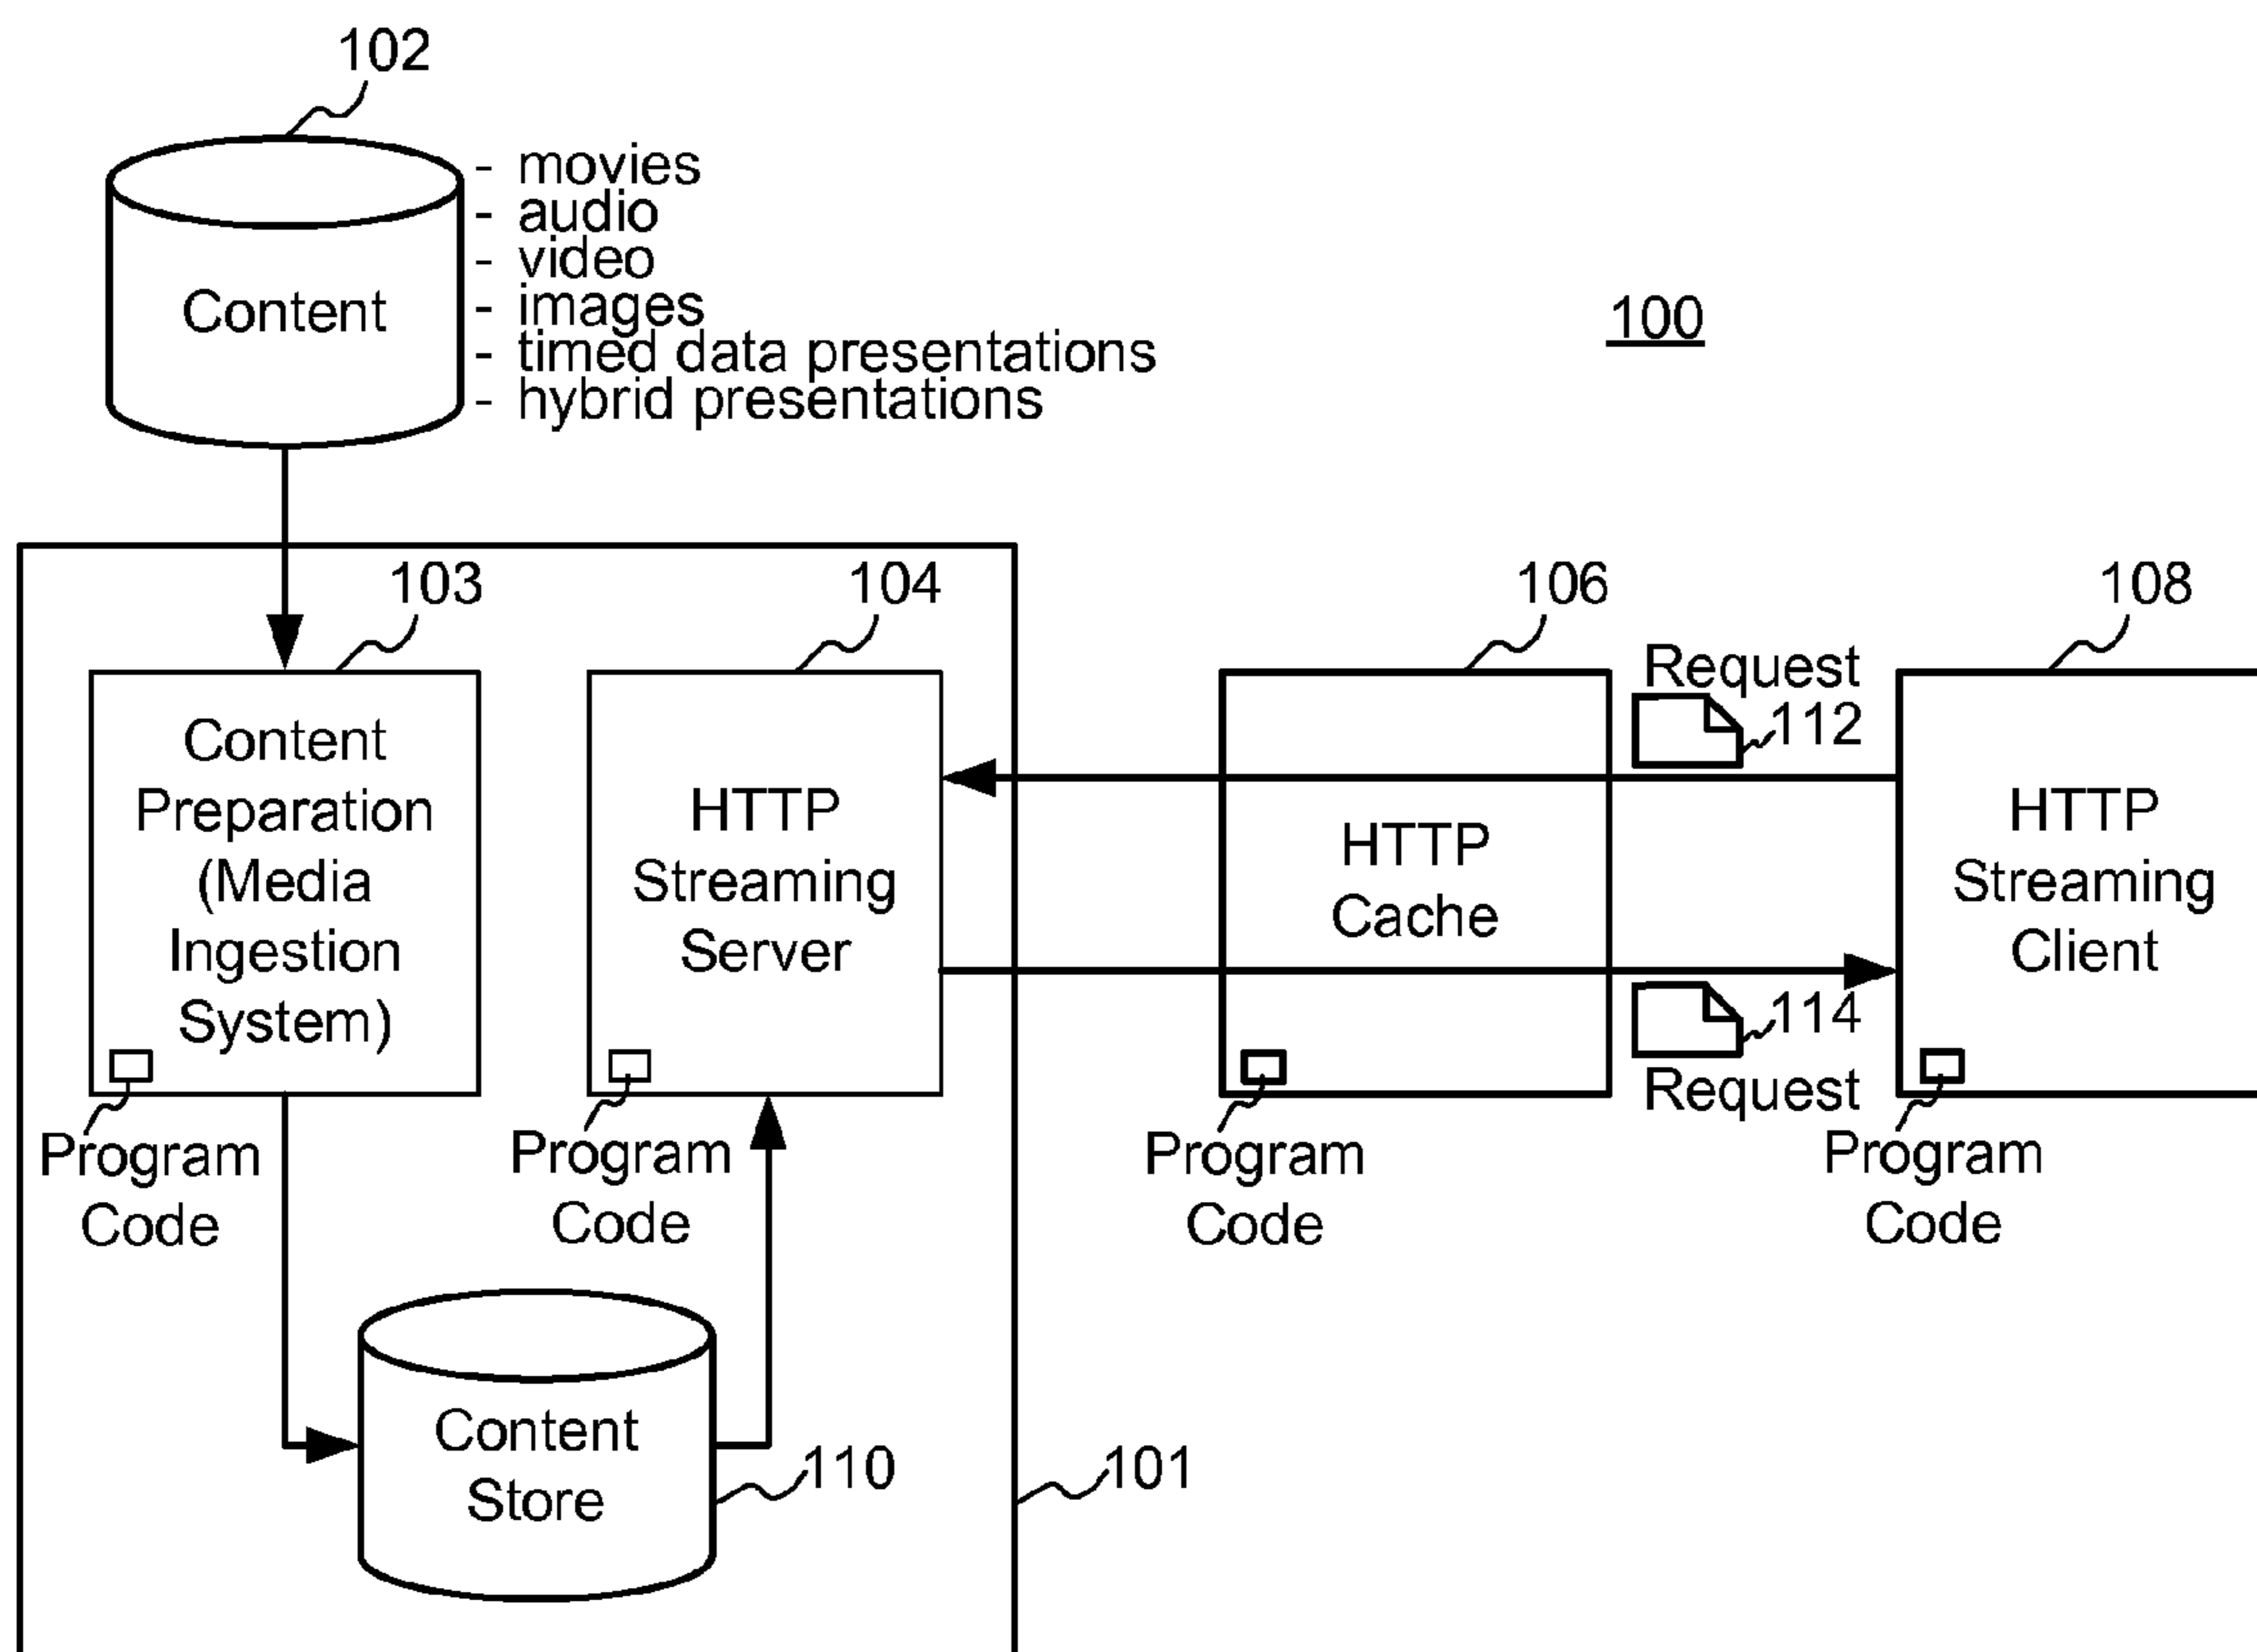 102
- movies
- audio
- video
- images
- timed data presentations
- hybrid presentations
Content
100
103
104
106
108
Content
Preparation
(Media
Ingestion
System)
HTTP
Streaming
Server
HTTP
Cache
Request
112
114
Request
HTTP
Streaming
Client
Program
Code
Program
Code
Program
Code
Program
Code
Content
Store
110
101